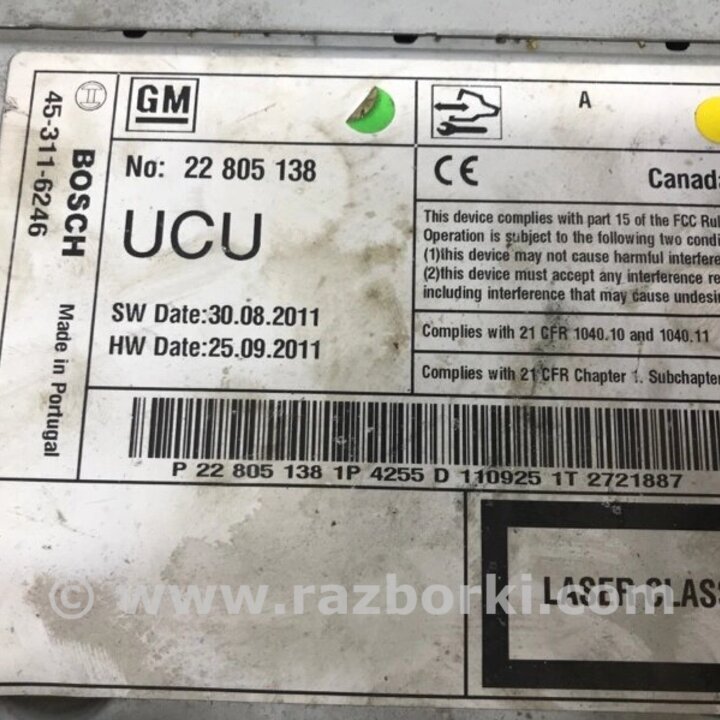 BOSCH
45-311-6246
Made in Portugal
GM
No: 22 805 138
UCU
SW Date:30.08.2011
HW Date:25.09.2011
A
CE
Canada
This device complies with part 15 of the FCC
Operation is subject to the following two
(1)this device may not cause harmful
(2)this device must accept any interference
including interference that may cause
Complies with 21 CFR 1040.10 and 1040.11
Complies with 21 CFR Chapter 1. Subchapter
P 22 805 138 1P 4255 D 110925 1T 2721887
LASER CLASS
© www.razborki.com